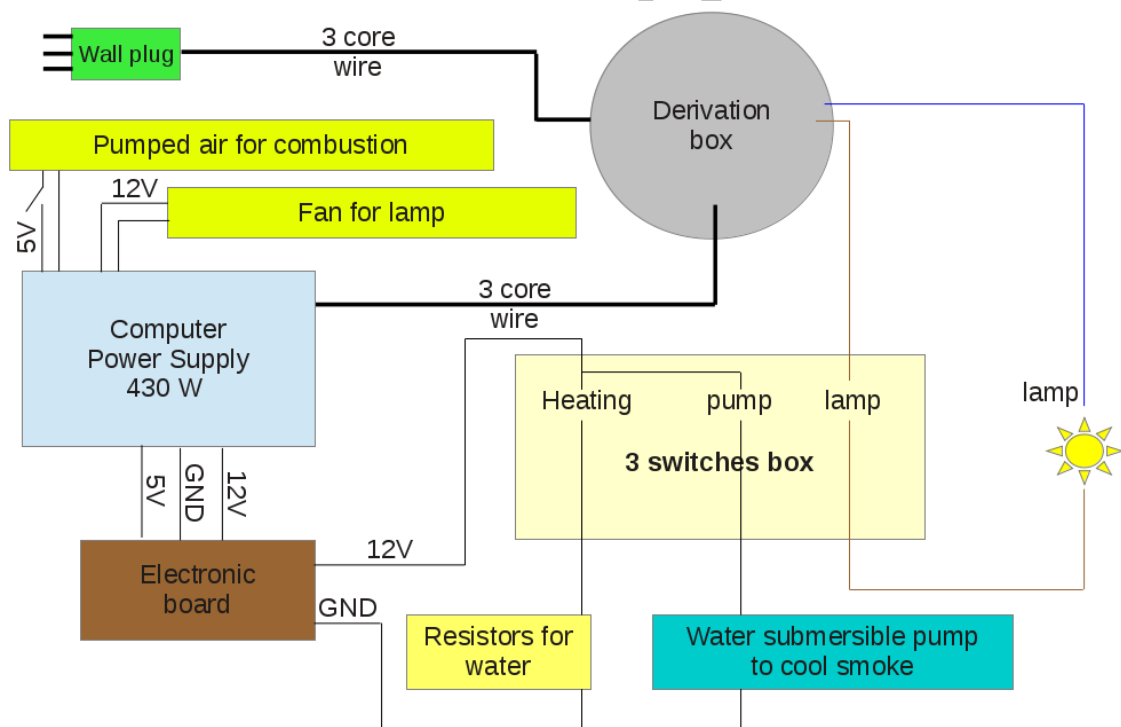 Wall plug
3 core
wire
Derivation
box
Pumped air for combustion
12V
Fan for lamp
5V
3 core
wire
Computer
Power Supply
430 W
Heating
pump
lamp
lamp
3 switches box
5V
GND
12V
12V
Electronic
board
GND
Resistors for
water
Water submersible pump
to cool smoke